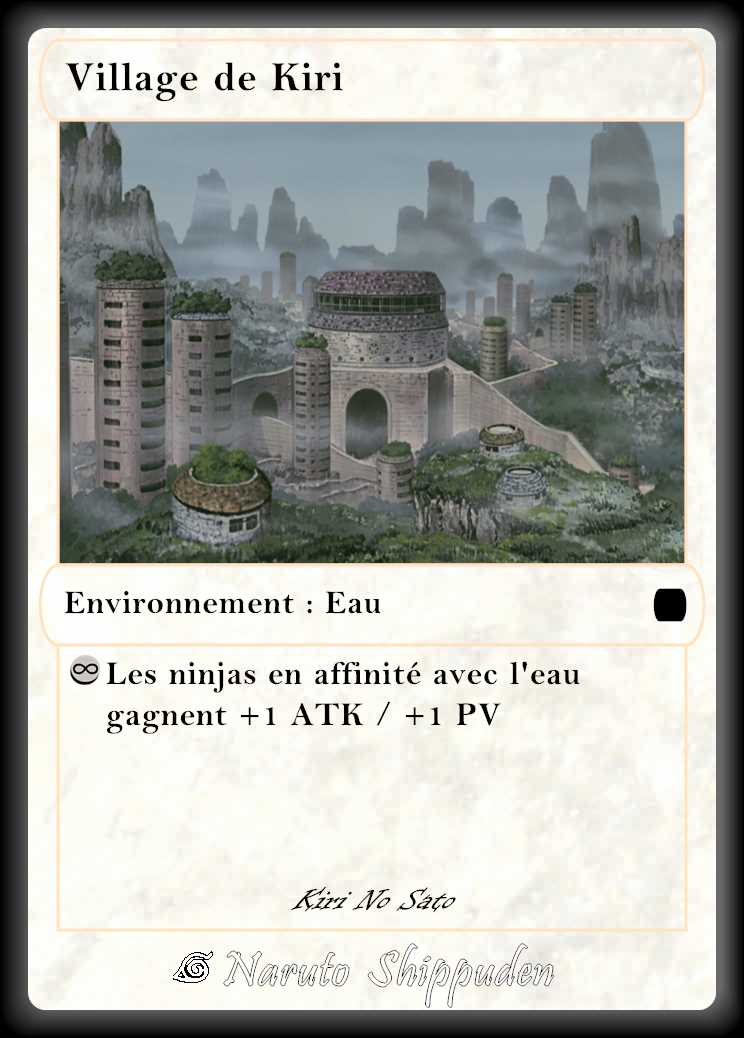 Village de Kiri
Environnement : Eau
∞ Les ninjas en affinité avec l'eau
gagnent +1 ATK / +1 PV
Kiri No Sato
Naruto Shippuden